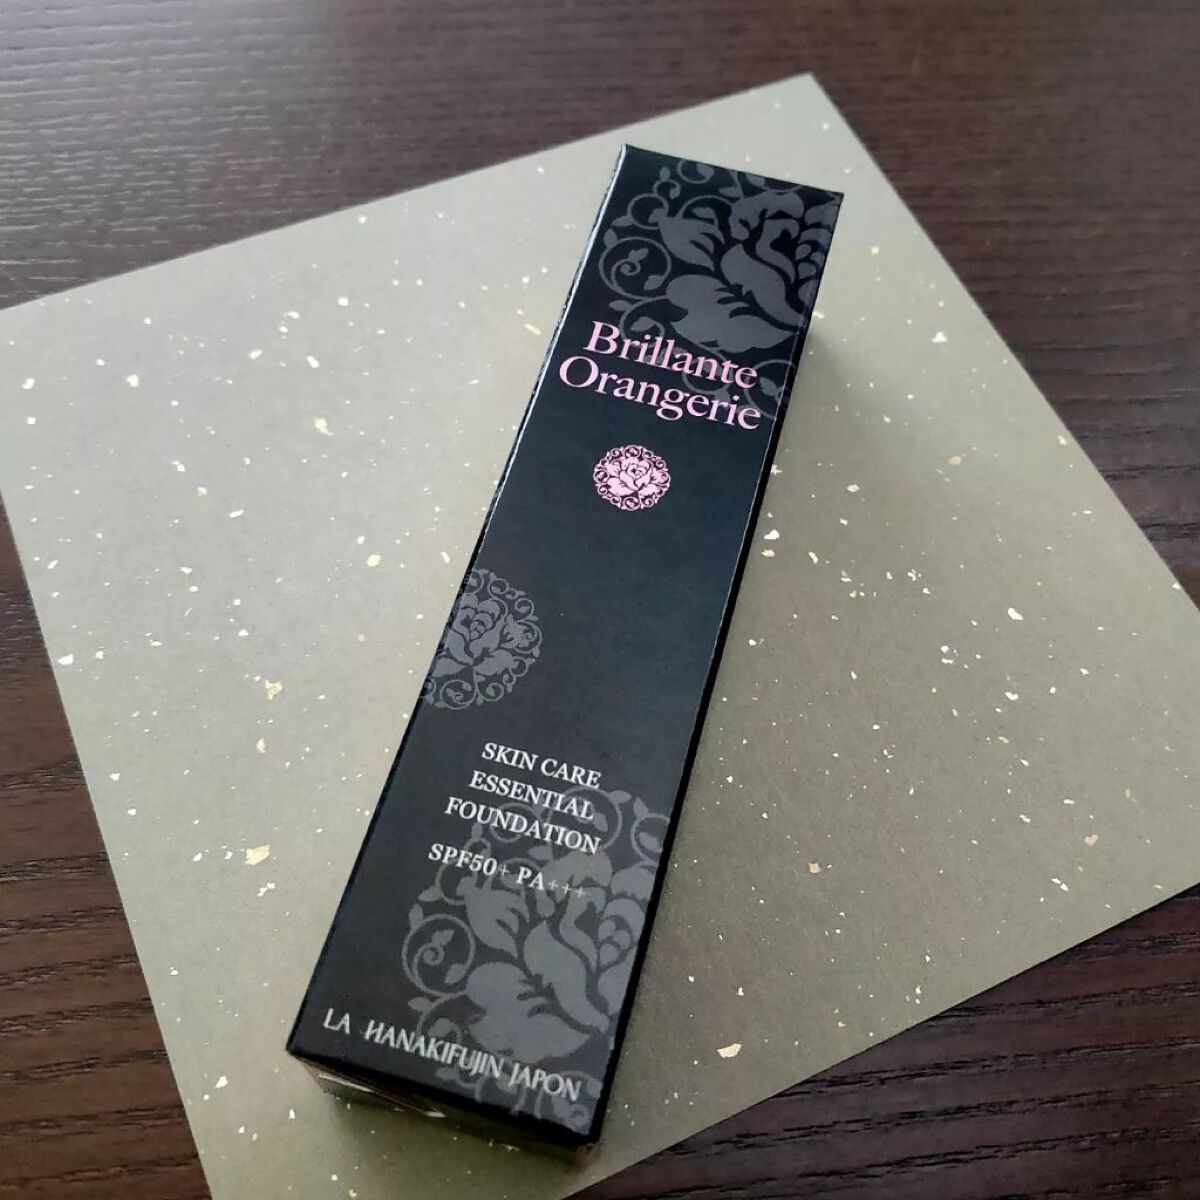 Brillante
Orangerie
SKIN CARE
ESSENTIAL
FOUNDATION
SPF50+ PA+++
LA HANAKIFUJIN JAPON